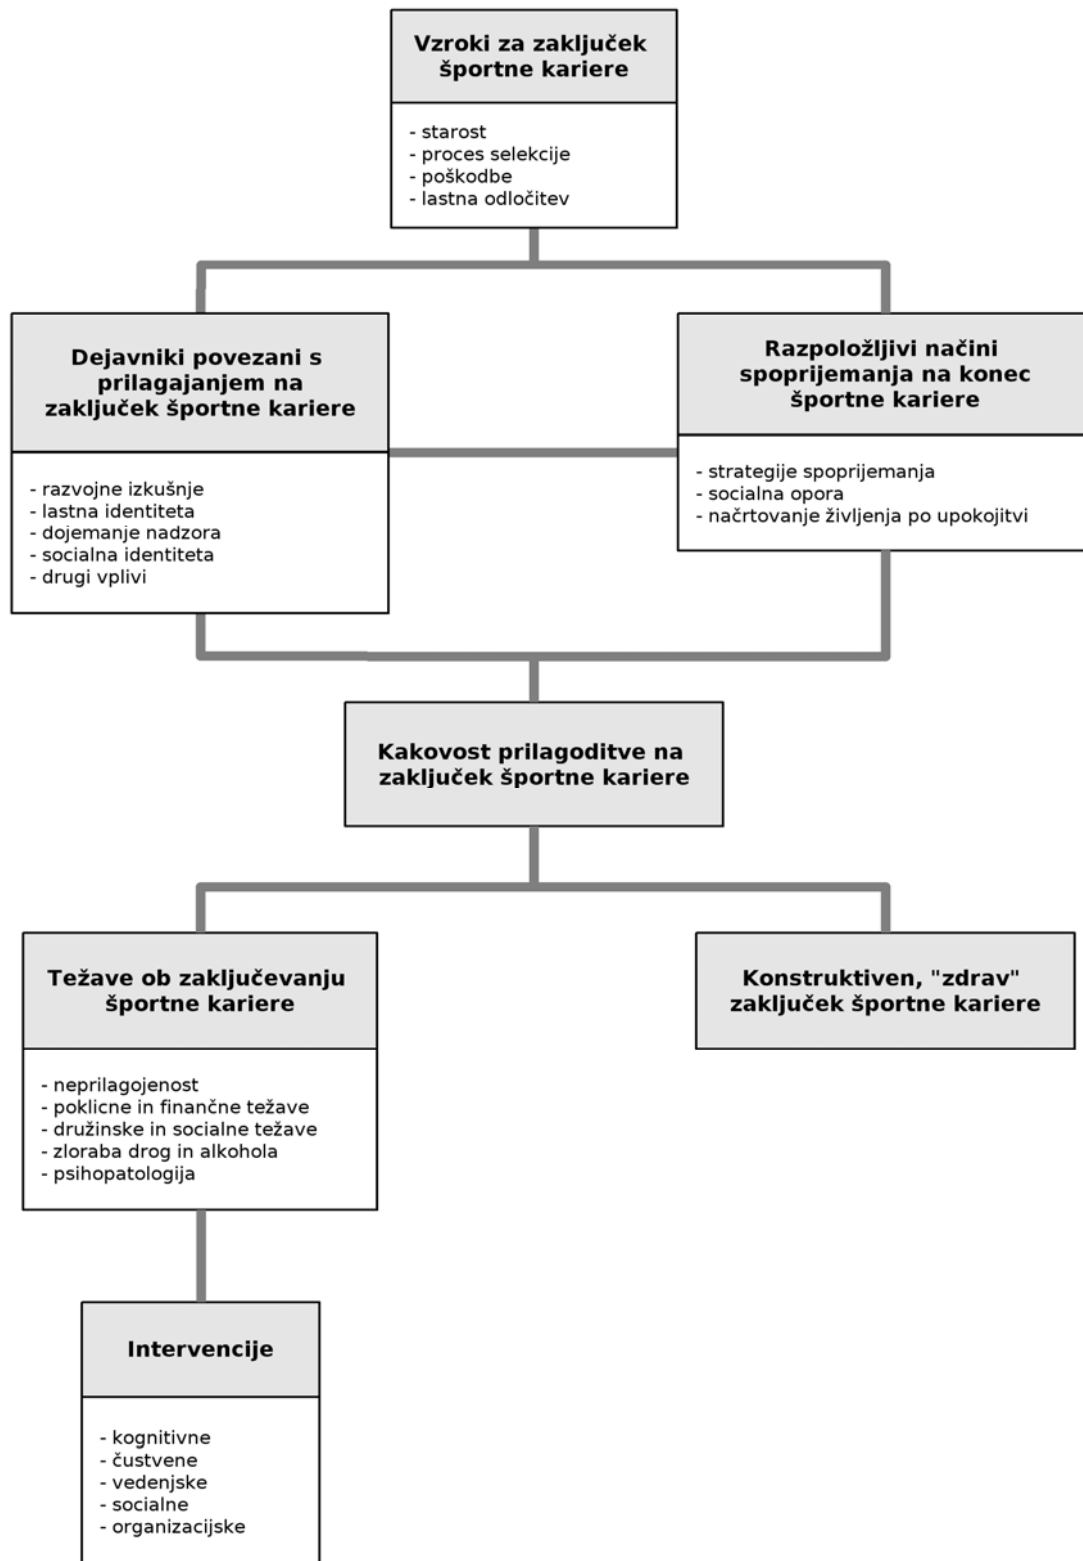 Vzroki za zaključek
športne kariere
- starost
- proces selekcije
- poškodbe
- lastna odločitev
Dejavniki povezani s
prilagajanjem na
zaključek športne kariere
- razvojne izkušnje
- lastna identiteta
- dojemanje nadzora
- socialna identiteta
- drugi vplivi
Razpoložljivi načini
spoprijemanja na konec
športne kariere
- strategije spoprijemanja
- socialna opora
- načrtovanje življenja po upokojitvi
Kakovost prilagoditve na
zaključek športne kariere
Težave ob zaključevanju
športne kariere
- neprilagojenost
- poklicne in finančne težave
- družinske in socialne težave
- zloraba drog in alkohola
- psihopatologija
Konstruktiven, "zdrav"
zaključek športne kariere
Intervencije
- kognitivne
- čustvene
- vedenjske
- socialne
- organizacijske